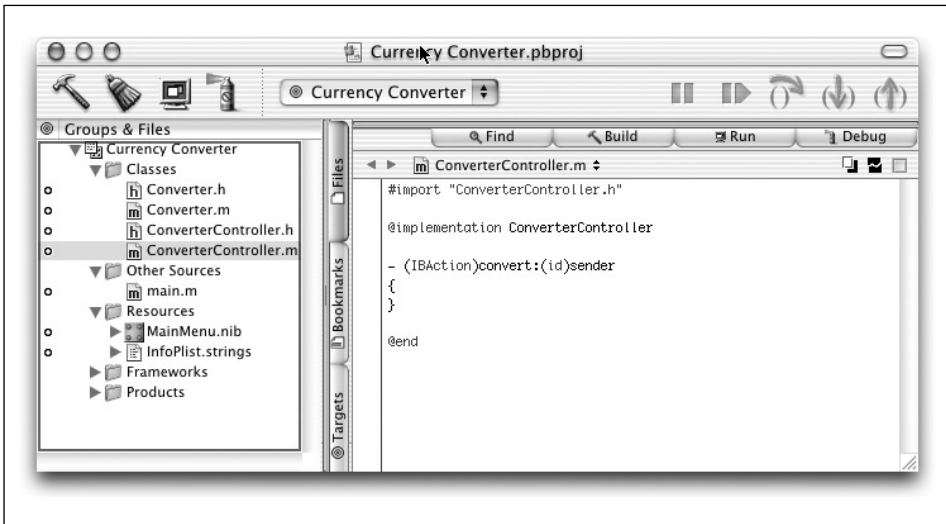 Currency Converter.pbproj
Currency Converter
Groups & Files
Currency Converter
Classes
Converter.h
Converter.m
ConverterController.h
ConverterController.m
Other Sources
main.m
Resources
MainMenu.nib
InfoPlist.strings
Frameworks
Products
Files
Bookmarks
Targets
Find
Build
Run
Debug
ConverterController.m
#import "ConverterController.h"
@implementation ConverterController
- (IBAction)convert:(id)sender
{
}
@end